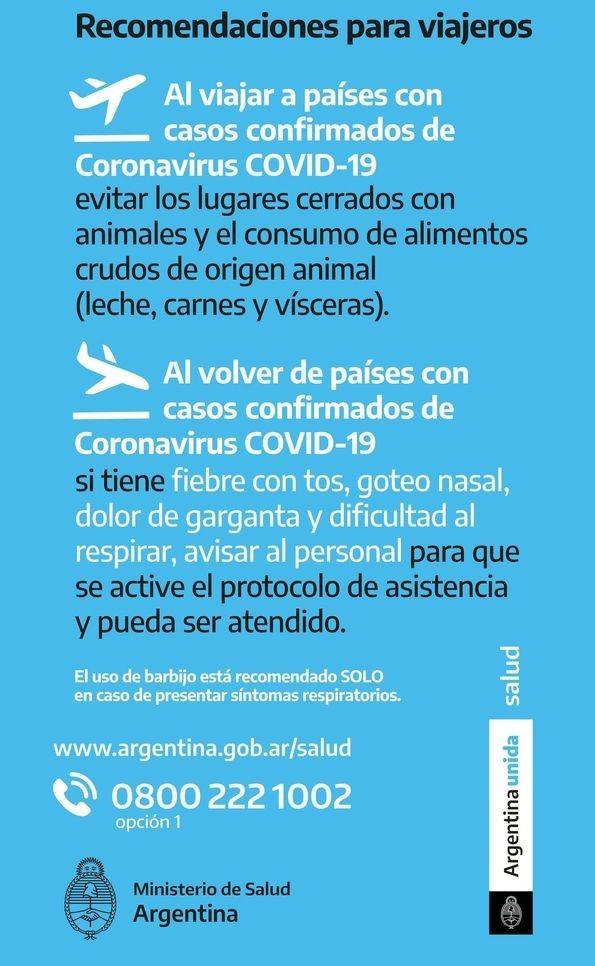 Recomendaciones para viajeros
Al viajar a países con
casos confirmados de
Coronavirus COVID-19
evitar los lugares cerrados con
animales y el consumo de alimentos
crudos de origen animal
(leche, carnes y vísceras).
Al volver de países con
casos confirmados de
Coronavirus COVID-19
si tiene fiebre con tos, goteo nasal,
dolor de garganta y dificultad al
respirar, avisar al personal para que
se active el protocolo de asistencia
y pueda ser atendido.
El uso de barbijo está recomendado SOLO
en caso de presentar síntomas respiratorios.
www.argentina.gob.ar/salud
0800 222 1002
opción 1
Ministerio de Salud
Argentina
salud
Argentina unida